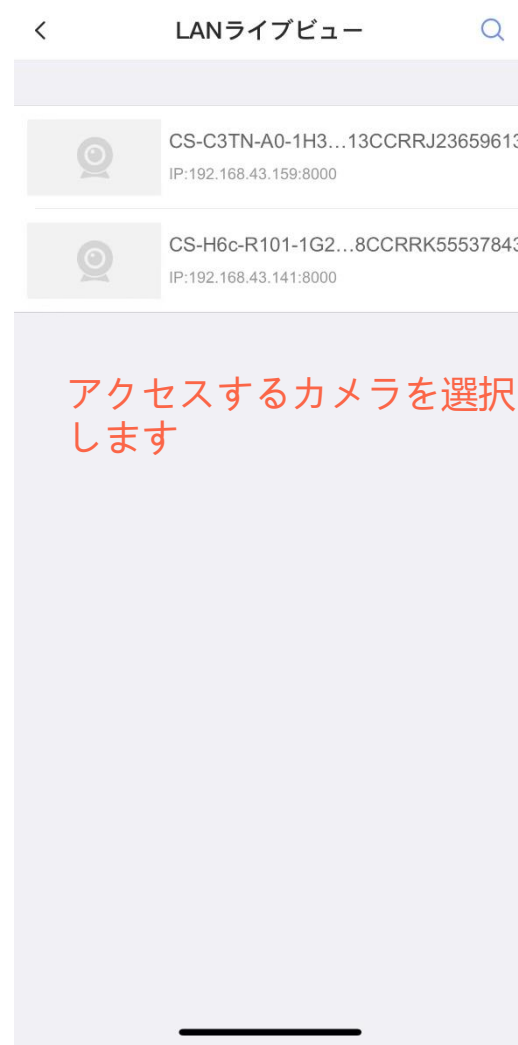 LANライブビュー
CS-C3TN-A0-1H3...13CCRRJ23659613
IP:192.168.43.159:8000
CS-H6c-R101-1G2...8CCRRK55537843
IP:192.168.43.141:8000
アクセスするカメラを選択
します